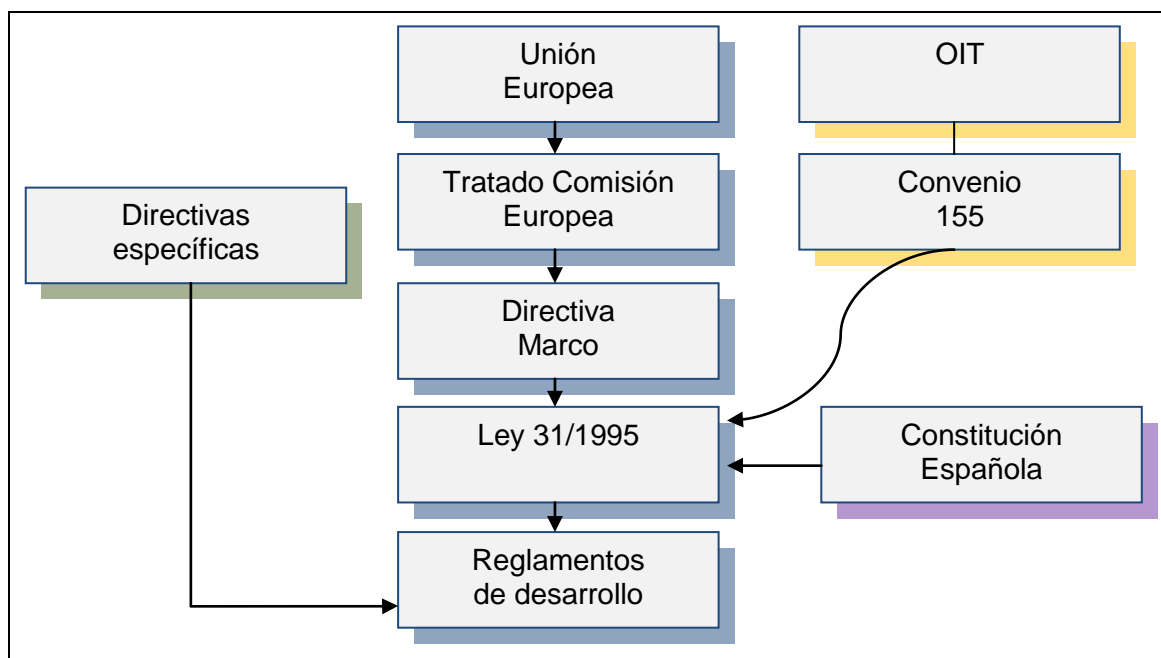 Unión
Europea
OIT
Tratado Comisión
Europea
Convenio
155
Directivas
específicas
Directiva
Marco
Ley 31/1995
Constitución
Española
Reglamentos
de desarrollo